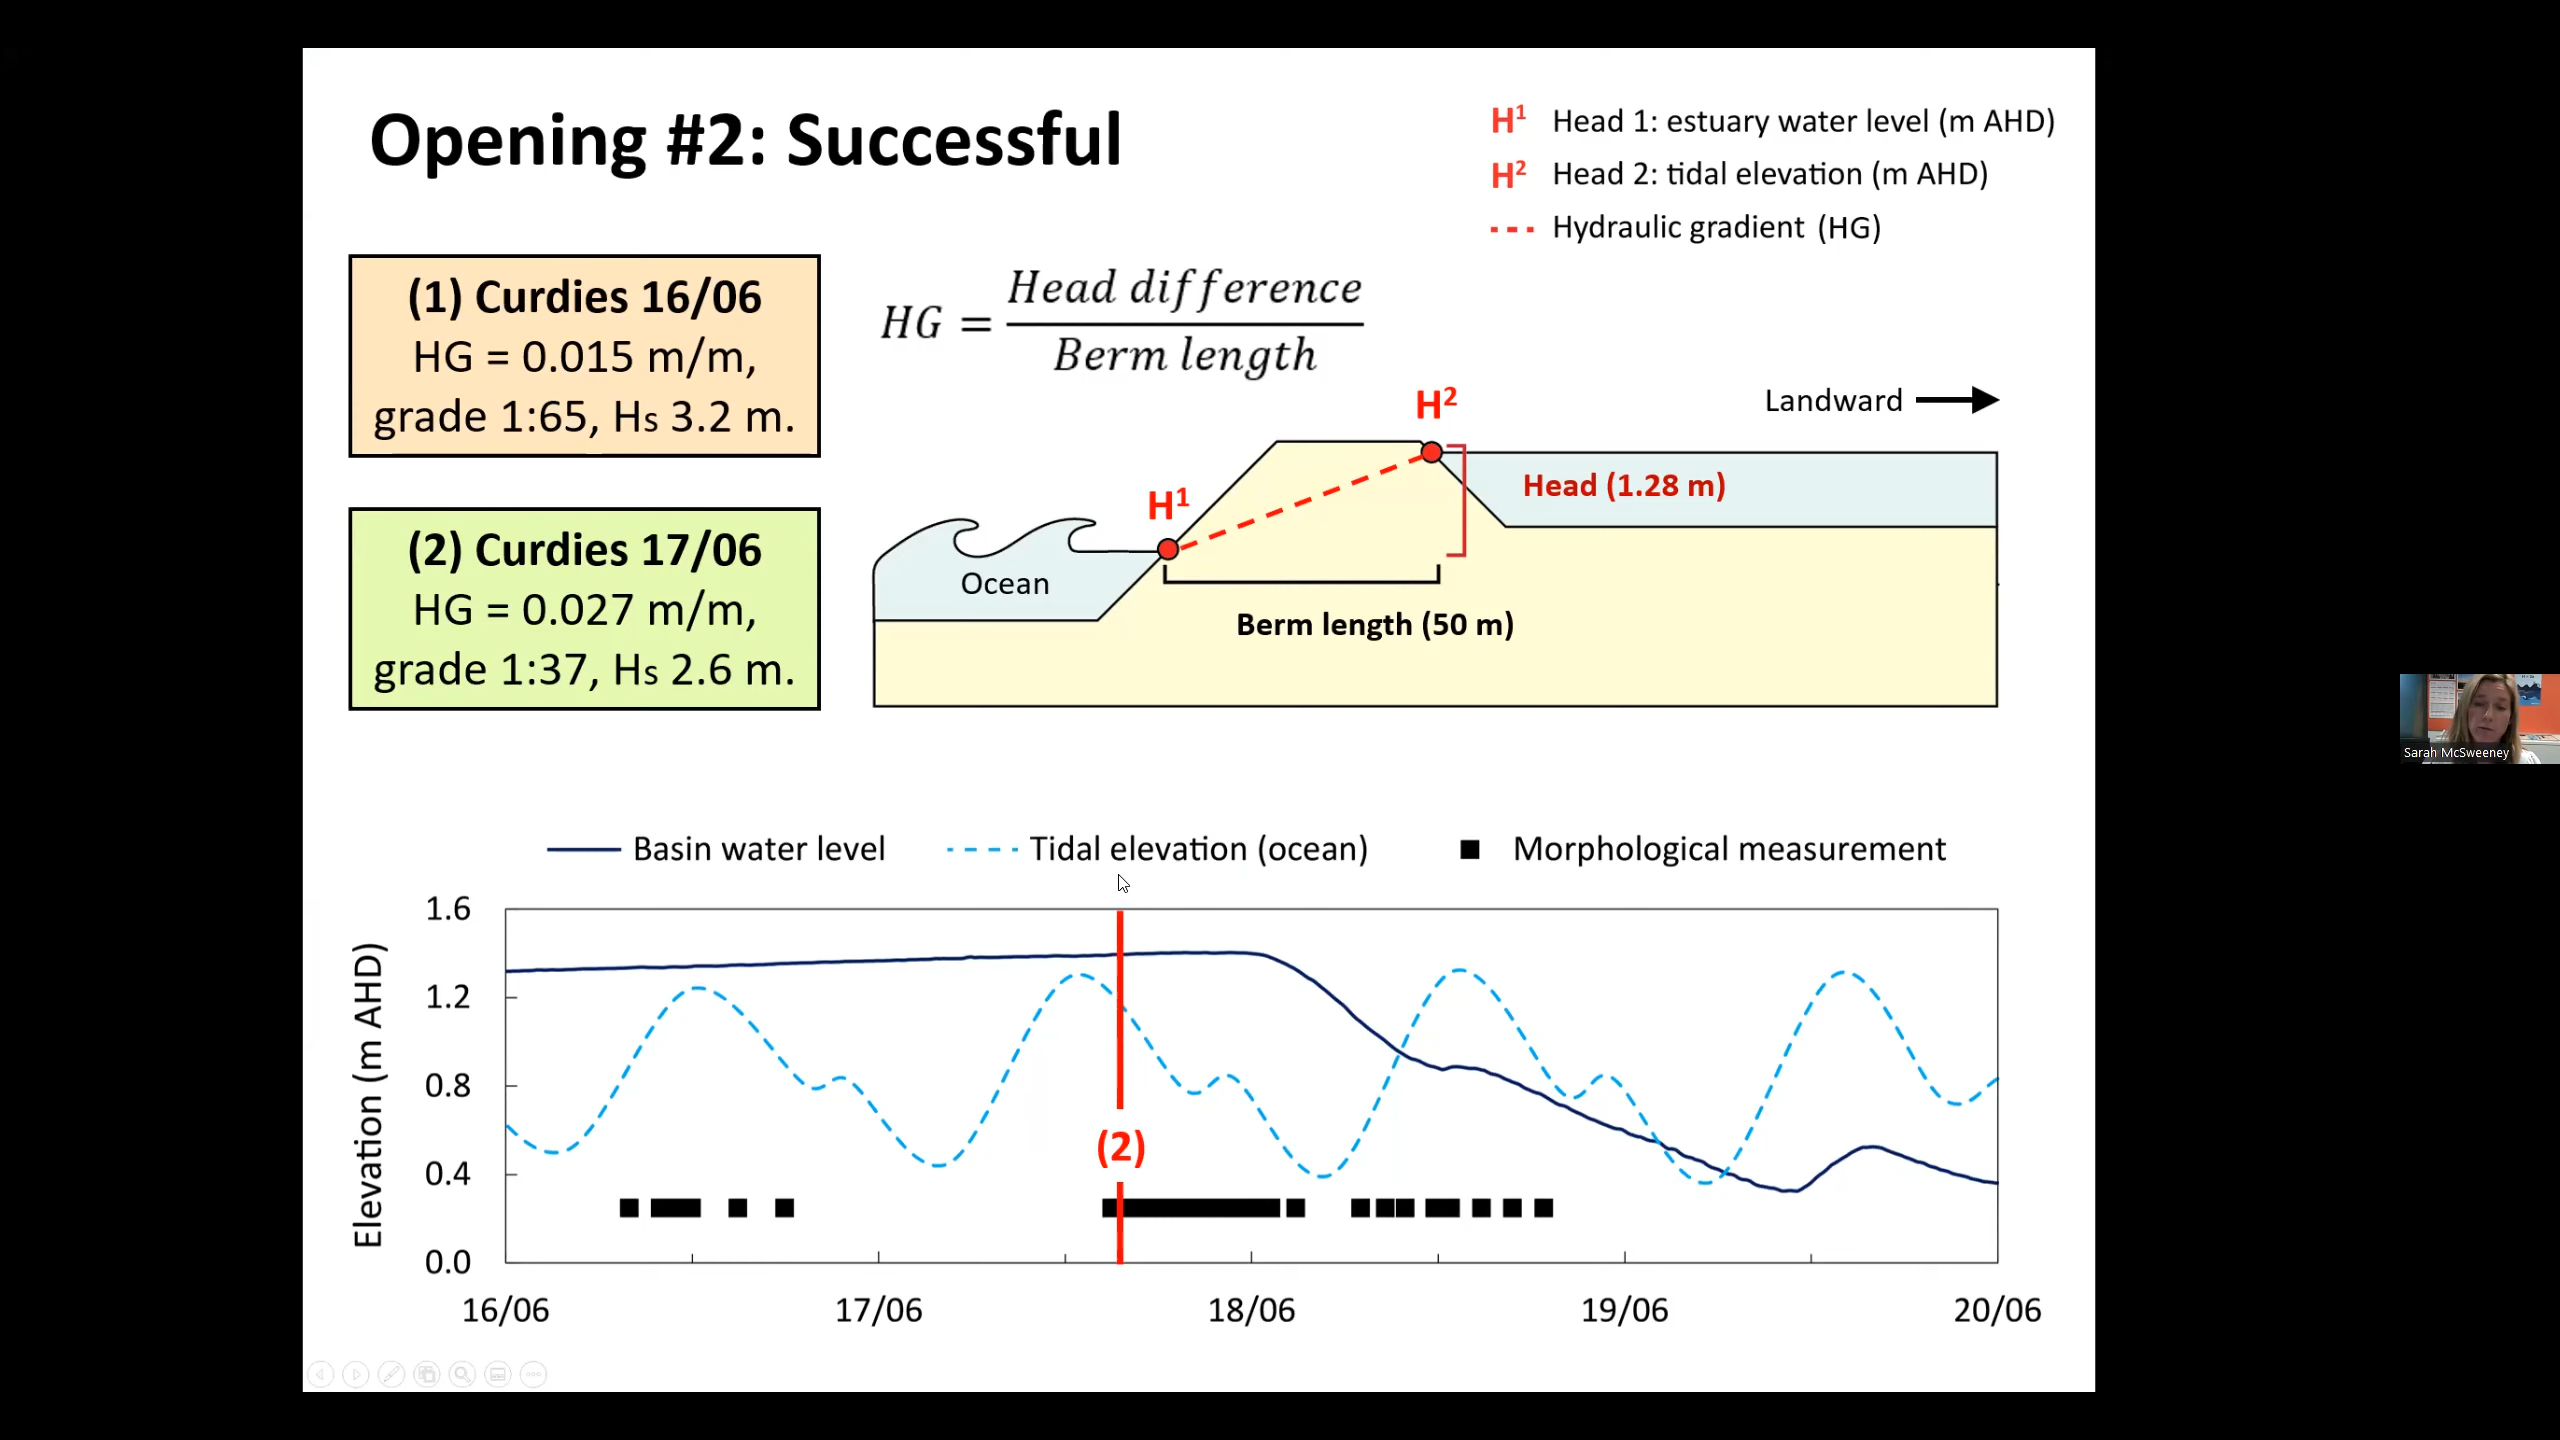 Opening #2: Successful
H¹ Head 1: estuary water level (m AHD)
H² Head 2: tidal elevation (m AHD)
Hydraulic gradient (HG)
(1) Curdies 16/06
HG = 0.015 m/m,
grade 1:65, Hs 3.2 m.
(2) Curdies 17/06
HG = 0.027 m/m,
grade 1:37, Hs 2.6 m.
HG = Head difference
Berm length
Landward
H²
Head (1.28 m)
H¹
Ocean
Berm length (50 m)
Sarah McSweeney
Basin water level
Tidal elevation (ocean)
Morphological measurement
Elevation (m AHD)
1.6
1.2
0.8
0.4
0.0
(2)
16/06
17/06
18/06
19/06
20/06